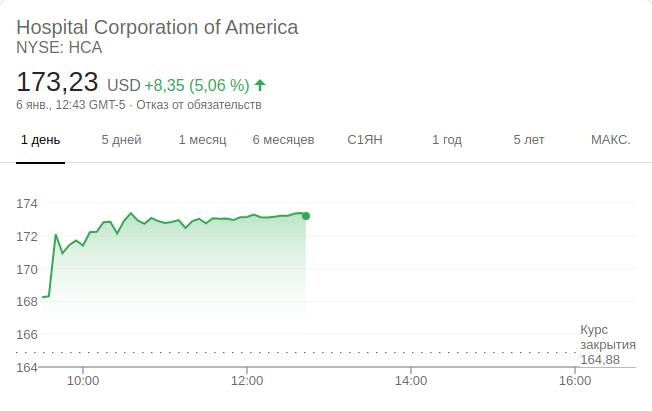 Hospital Corporation of America
NYSE: HCA
173,23 USD +8,35 (5,06 %)
6 янв., 12:43 GMT-5 · Отказ от обязательств
1 день 5 дней 1 месяц 6 месяцев С1ЯН 1 год 5 лет МАКС.
174
172
170
168
166
Курс
закрытия
164,88
164
10:00 12:00 14:00 16:00